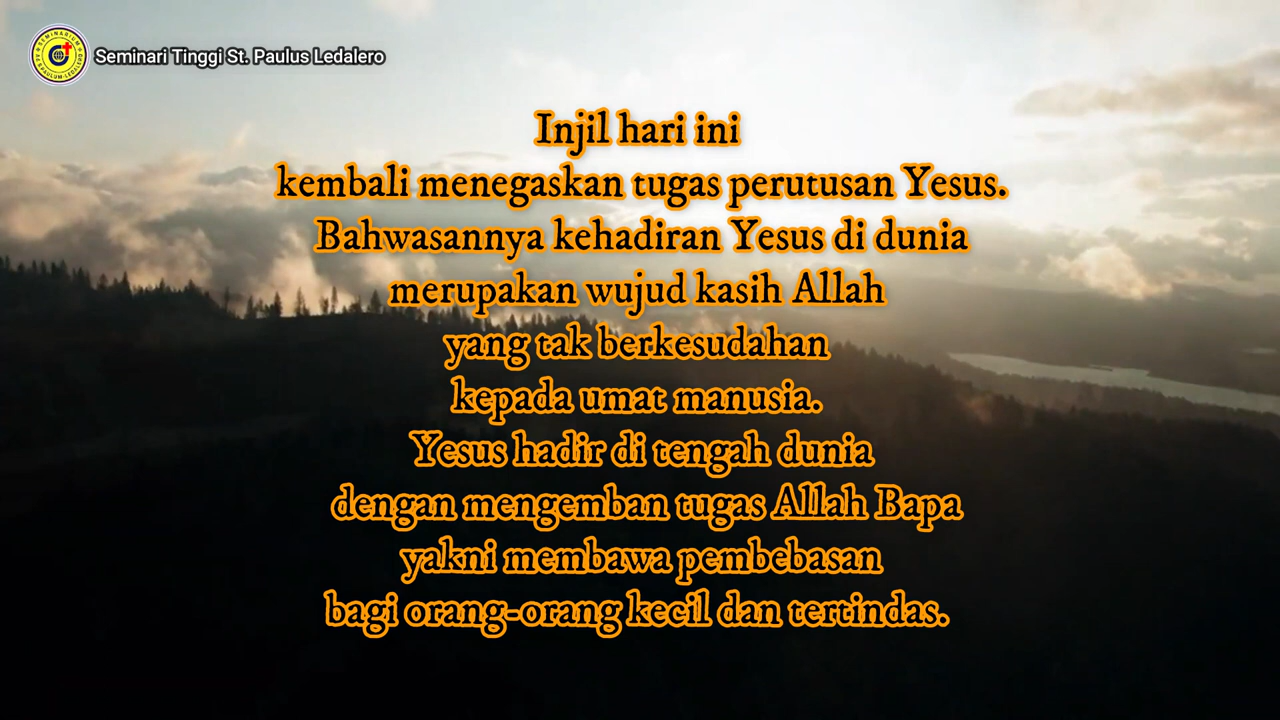 Seminari Tinggi St. Paulus Ledalero
Injil hari ini
kembali menegaskan tugas perutusan Yesus.
Bahwasannya kehadiran Yesus di dunia
merupakan wujud kasih Allah
yang tak berkesudahan
kepada umat manusia.
Yesus hadir di tengah dunia
dengan mengemban tugas Allah Bapa
yakni membawa pembebasan
bagi orang-orang kecil dan tertindas.